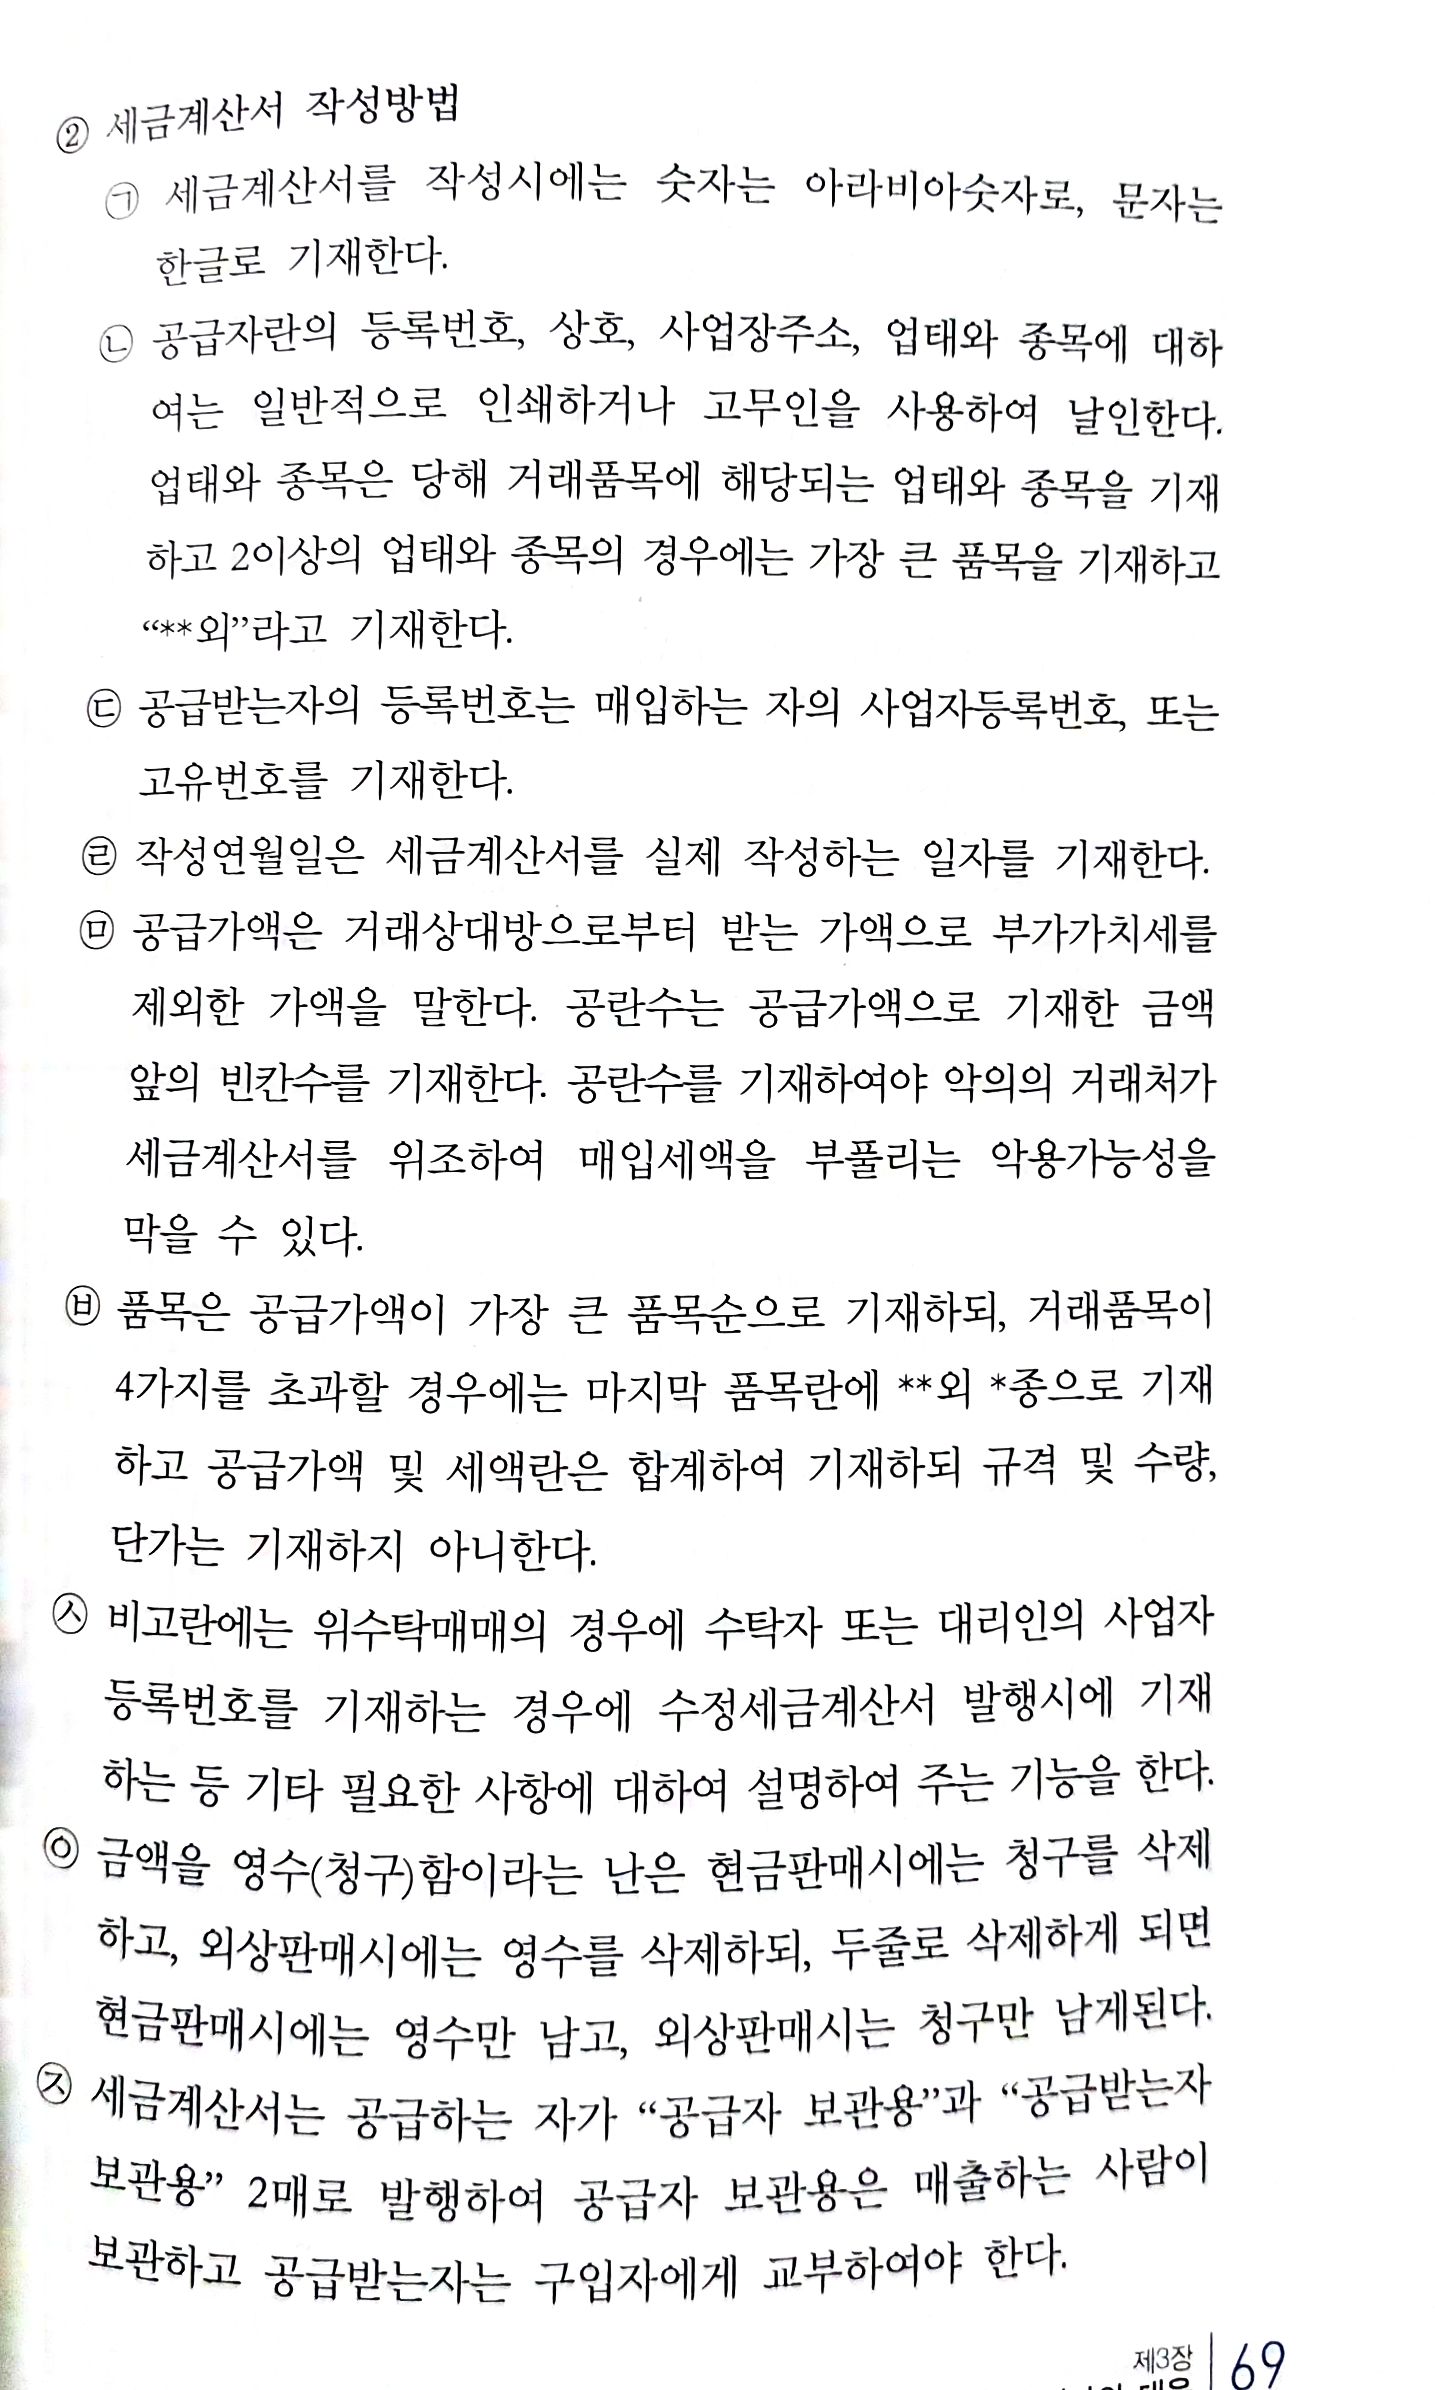 ② 세금계산서 작성방법
㉠ 세금계산서를 작성시에는 숫자는 아라비아숫자로, 문자는
한글로 기재한다.
㉡ 공급자란의 등록번호, 상호, 사업장주소, 업태와 종목에 대하
여는 일반적으로 인쇄하거나 고무인을 사용하여 날인한다.
업태와 종목은 당해 거래품목에 해당되는 업태와 종목을 기재
하고 2이상의 업태와 종목의 경우에는 가장 큰 품목을 기재하고
“**외”라고 기재한다.
㉢ 공급받는자의 등록번호는 매입하는 자의 사업자등록번호, 또는
고유번호를 기재한다.
㉣ 작성연월일은 세금계산서를 실제 작성하는 일자를 기재한다.
㉤ 공급가액은 거래상대방으로부터 받는 가액으로 부가가치세를
제외한 가액을 말한다. 공란수는 공급가액으로 기재한 금액
앞의 빈칸수를 기재한다. 공란수를 기재하여야 악의의 거래처가
세금계산서를 위조하여 매입세액을 부풀리는 악용가능성을
막을 수 있다.
㉥ 품목은 공급가액이 가장 큰 품목순으로 기재하되, 거래품목이
4가지를 초과할 경우에는 마지막 품목란에 **외 *종으로 기재
하고 공급가액 및 세액란은 합계하여 기재하되 규격 및 수량,
단가는 기재하지 아니한다.
㉦ 비고란에는 위수탁매매의 경우에 수탁자 또는 대리인의 사업자
등록번호를 기재하는 경우에 수정세금계산서 발행시에 기재
하는 등 기타 필요한 사항에 대하여 설명하여 주는 기능을 한다.
㉧ 금액을 영수(청구)함이라는 난은 현금판매시에는 청구를 삭제
하고, 외상판매시에는 영수를 삭제하되, 두줄로 삭제하게 되면
현금판매시에는 영수만 남고, 외상판매시는 청구만 남게된다.
㉨ 세금계산서는 공급하는 자가 “공급자 보관용”과 “공급받는자
보관용” 2매로 발행하여 공급자 보관용은 매출하는 사람이
보관하고 공급받는자는 구입자에게 교부하여야 한다.
제3장 69